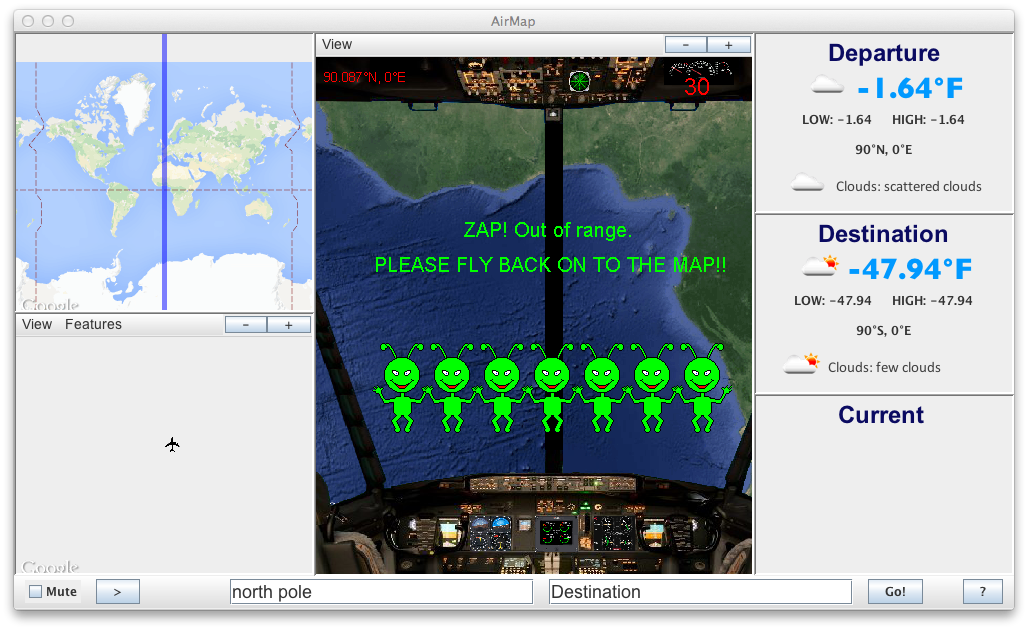 AirMap
View
- +
90.087°N, 0°E
30
ZAP! Out of range.
PLEASE FLY BACK ON TO THE MAP!!
Google
View Features
- +
Google
Departure
-1.64°F
LOW: -1.64 HIGH: -1.64
90°N, 0°E
Clouds: scattered clouds
Destination
-47.94°F
LOW: -47.94 HIGH: -47.94
90°S, 0°E
Clouds: few clouds
Current
Mute > north pole Destination Go! ?